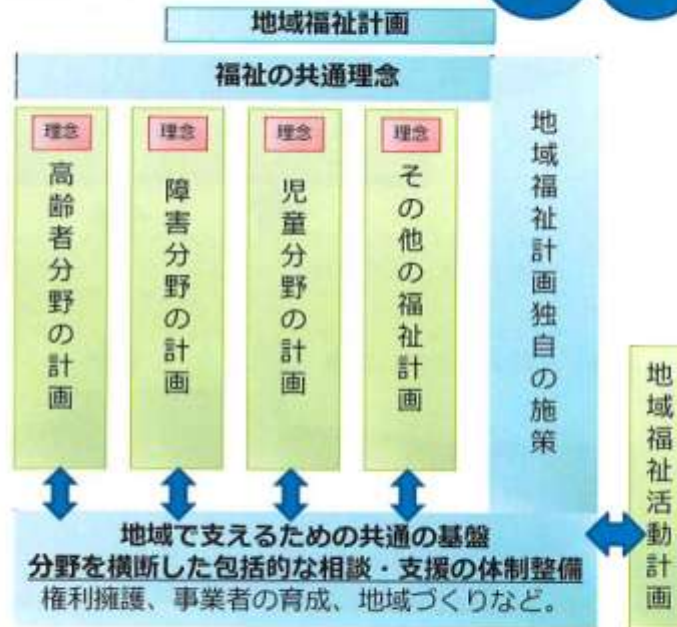 地域福祉計画
福祉の共通理念
理念
高齢者分野の計画
理念
障害分野の計画
理念
児童分野の計画
理念
その他の福祉計画
地域福祉計画独自の施策
地域福祉活動計画
地域で支えるための共通の基盤
分野を横断した包括的な相談・支援の体制整備
権利擁護、事業者の育成、地域づくりなど。